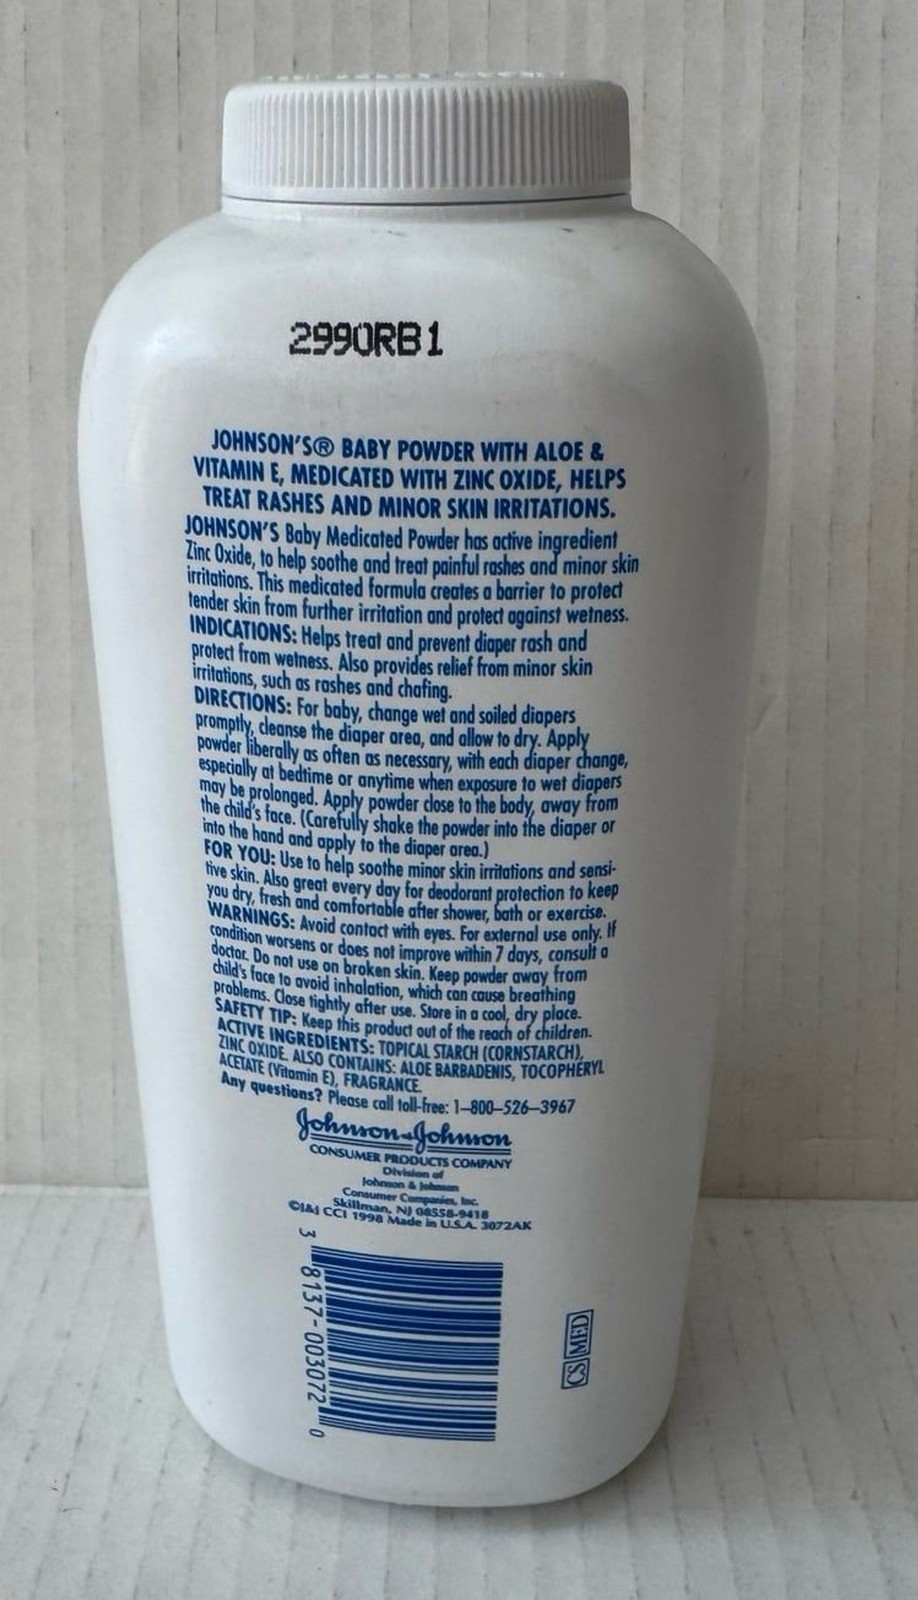 2990RB1
JOHNSON'S® BABY POWDER WITH ALOE &
VITAMIN E, MEDICATED WITH ZINC OXIDE, HELPS
TREAT RASHES AND MINOR SKIN IRRITATIONS.
JOHNSON'S Baby Medicated Powder has active ingredient
Zinc Oxide, to help soothe and treat painful rashes and minor skin
irritations. This medicated formula creates a barrier to protect
tender skin from further irritation and protect against wetness.
INDICATIONS: Helps treat and prevent diaper rash and
protect from wetness. Also provides relief from minor skin
irritations, such as rashes and chafing.
DIRECTIONS: For baby, change wet and soiled diapers
promptly, cleanse the diaper area, and allow to dry. Apply
powder liberally as often as necessary, with each diaper change,
especially at bedtime or anytime when exposure to wet diapers
may be prolonged. Apply powder close to the body, away from
the child's face. (Carefully shake the powder into the diaper or
into the hand and apply to the diaper area.)
FOR YOU: Use to help soothe minor skin irritations and sensi-
tive skin. Also great every day for deodorant protection to keep
you dry, fresh and comfortable after shower, bath or exercise.
WARNINGS: Avoid contact with eyes. For external use only. If
condition worsens or does not improve within 7 days, consult a
doctor. Do not use on broken skin. Keep powder away from
child's face to avoid inhalation, which can cause breathing
problems. Close tightly after use. Store in a cool, dry place.
SAFETY TIP: Keep this product out of the reach of children.
ACTIVE INGREDIENTS: TOPICAL STARCH (CORNSTARCH),
ZINC OXIDE. ALSO CONTAINS: ALOE BARBADENIS, TOCOPHERYL
ACETATE (Vitamin E), FRAGRANCE.
Any questions? Please call toll-free: 1-800-526-3967
Johnson & Johnson
CONSUMER PRODUCTS COMPANY
Division of
Johnson & Johnson
Consumer Companies, Inc.
Skillman, NJ 08558-9418
©J&J CCI 1998 Made in U.S.A. 3072AK
3 8137-003072 0
CS MED